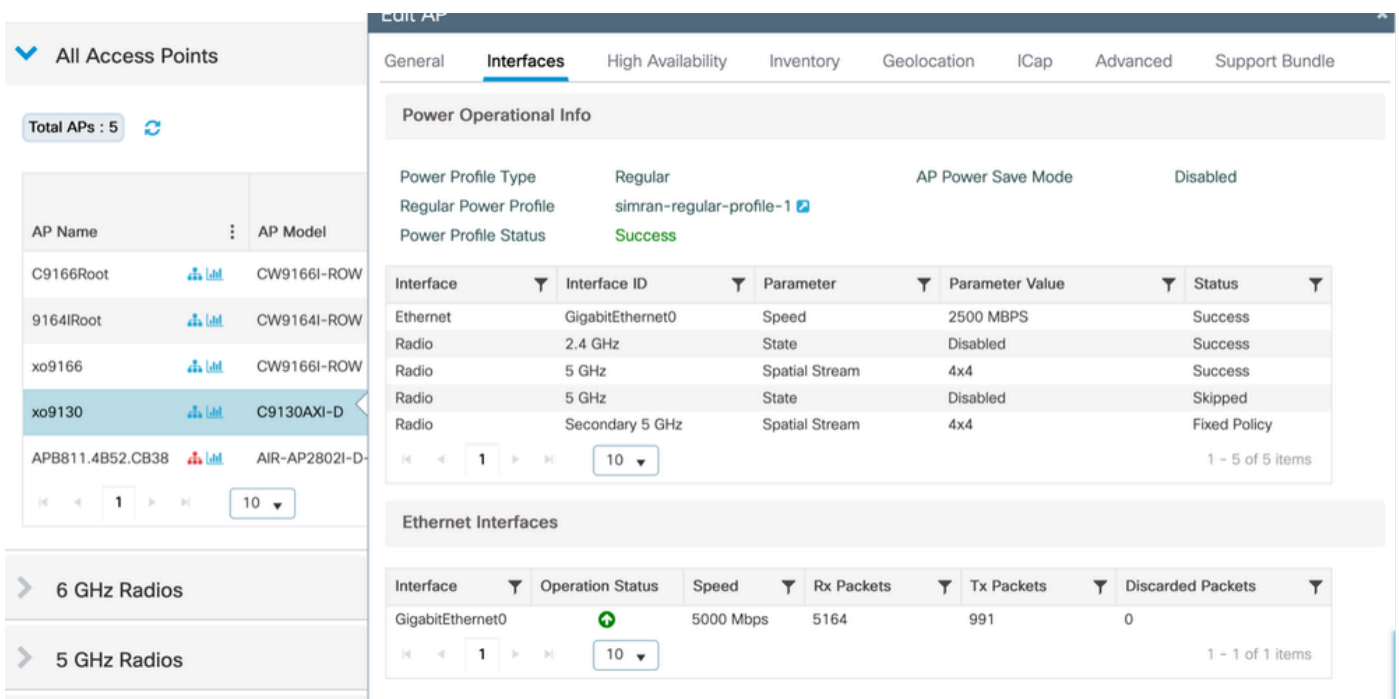 Edit AP
All Access Points
Total APs : 5
AP Name AP Model
C9166Root CW9166I-ROW
9164IRoot CW9164I-ROW
xo9166 CW9166I-ROW
xo9130 C9130AXI-D
APB811.4B52.CB38 AIR-AP2802I-D-
1 10
6 GHz Radios
5 GHz Radios
General Interfaces High Availability Inventory Geolocation ICap Advanced Support Bundle
Power Operational Info
Power Profile Type Regular AP Power Save Mode Disabled
Regular Power Profile simran-regular-profile-1
Power Profile Status Success
Interface Interface ID Parameter Parameter Value Status
Ethernet GigabitEthernet0 Speed 2500 MBPS Success
Radio 2.4 GHz State Disabled Success
Radio 5 GHz Spatial Stream 4x4 Success
Radio 5 GHz State Disabled Skipped
Radio Secondary 5 GHz Spatial Stream 4x4 Fixed Policy
1 10 1 - 5 of 5 items
Ethernet Interfaces
Interface Operation Status Speed Rx Packets Tx Packets Discarded Packets
GigabitEthernet0 5000 Mbps 5164 991 0
1 10 1 - 1 of 1 items